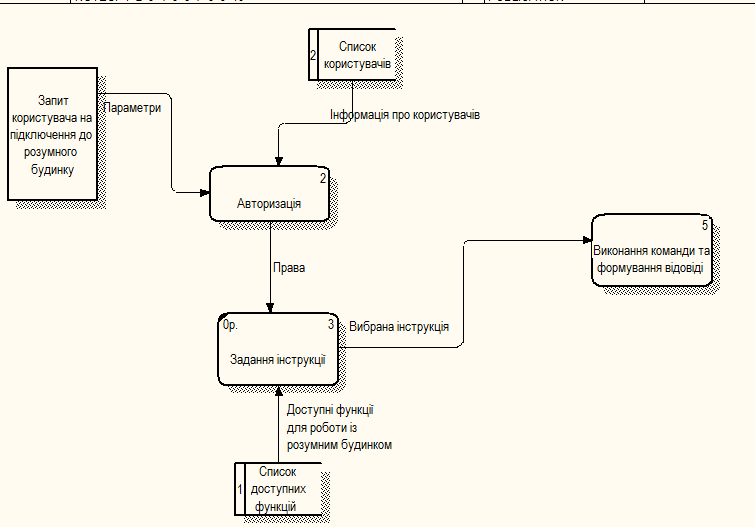 2
Список
користувачів
Запит
користувача на
підключення до
розумного
будинку
Параметри
Інформація про користувачів
2
Авторизація
5
Виконання команди та
формування відповіді
Права
0р.
3
Задання інструкції
Вибрана інструкція
Доступні функції
для роботи із
розумним будинком
1
Список
доступних
функцій